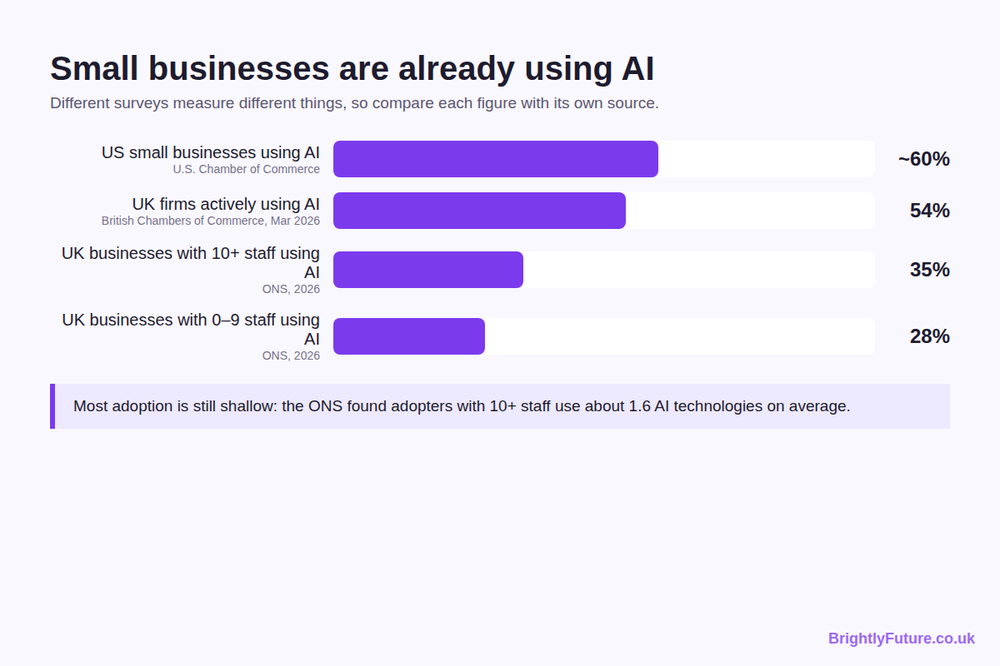 Small businesses are already using AI
Different surveys measure different things, so compare each figure with its own source.
US small businesses using AI
U.S. Chamber of Commerce
~60%
UK firms actively using AI
British Chambers of Commerce, Mar 2026
54%
UK businesses with 10+ staff using
AI
ONS, 2026
35%
UK businesses with 0–9 staff using
AI
ONS, 2026
28%
Most adoption is still shallow: the ONS found adopters with 10+ staff use about 1.6 AI technologies on average.
BrightlyFuture.co.uk